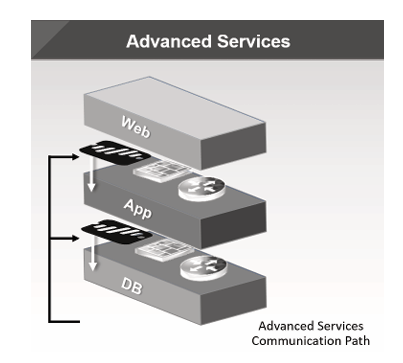 Advanced Services
Web
App
DB
Advanced Services
Communication Path